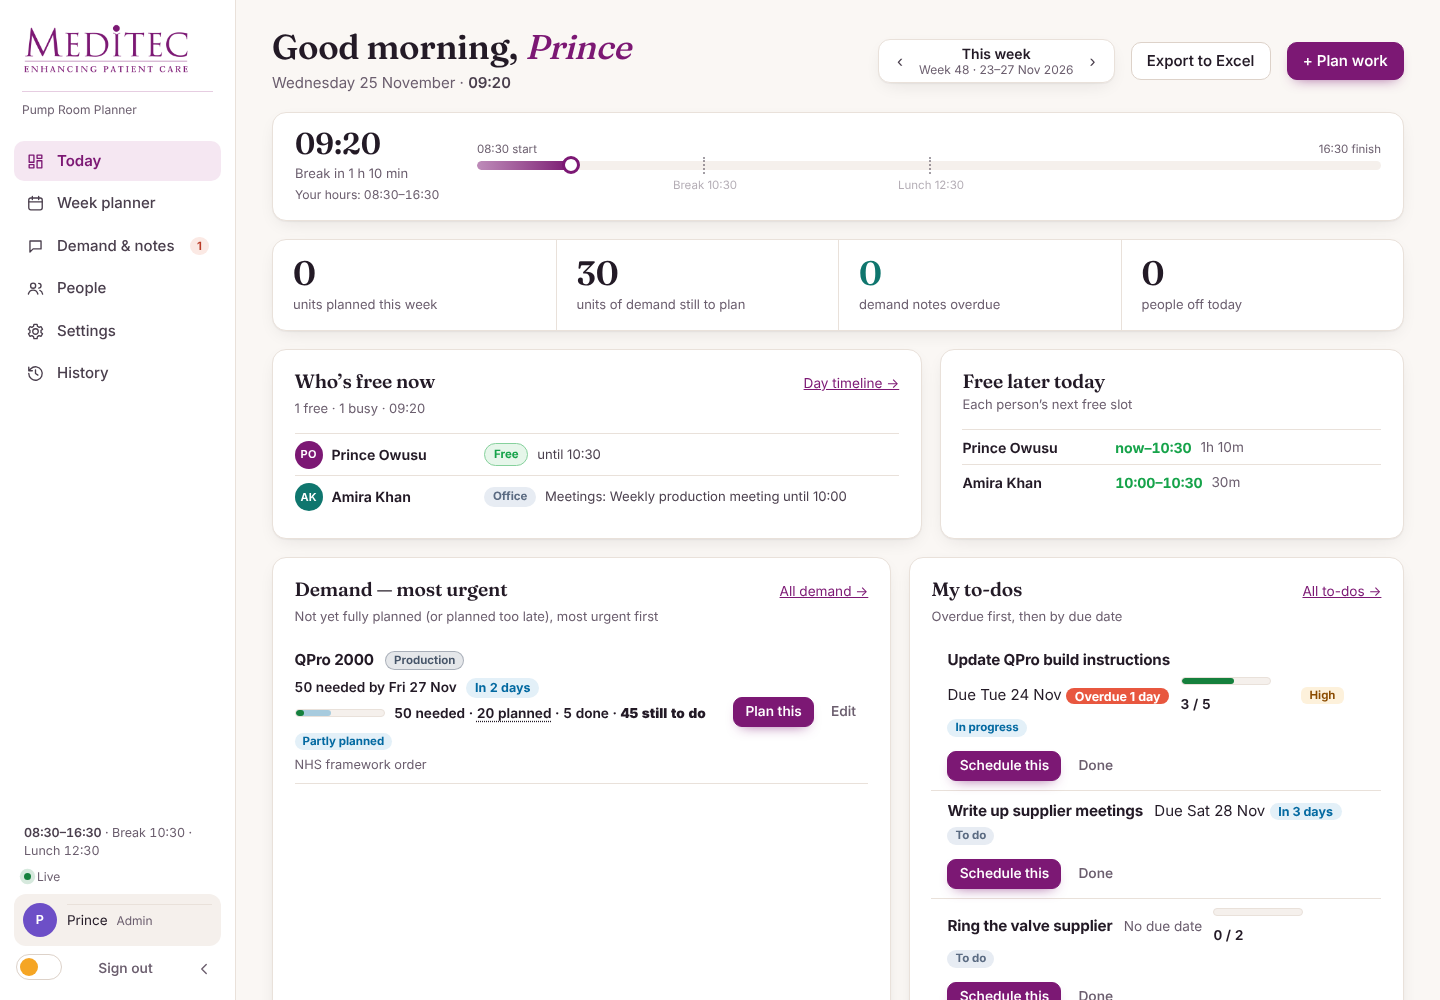 MEDiTEC
ENHANCING PATIENT CARE
Pump Room Planner
Today
Week planner
Demand & notes 1
People
Settings
History
08:30–16:30 · Break 10:30 ·
Lunch 12:30
Live
P Prince Admin
Sign out
Good morning, Prince
Wednesday 25 November · 09:20
‹ This week ›
Week 48 · 23–27 Nov 2026
Export to Excel
+ Plan work
09:20
Break in 1 h 10 min
Your hours: 08:30–16:30
08:30 start
16:30 finish
Break 10:30
Lunch 12:30
0
units planned this week
30
units of demand still to plan
0
demand notes overdue
0
people off today
Who’s free now
Day timeline →
1 free · 1 busy · 09:20
PO Prince Owusu Free until 10:30
AK Amira Khan Office Meetings: Weekly production meeting until 10:00
Free later today
Each person’s next free slot
Prince Owusu now–10:30 1h 10m
Amira Khan 10:00–10:30 30m
Demand — most urgent
All demand →
Not yet fully planned (or planned too late), most urgent first
QPro 2000 Production
50 needed by Fri 27 Nov In 2 days
50 needed · 20 planned · 5 done · 45 still to do
Partly planned
NHS framework order
Plan this Edit
My to-dos
All to-dos →
Overdue first, then by due date
Update QPro build instructions
Due Tue 24 Nov Overdue 1 day 3 / 5 High
In progress
Schedule this Done
Write up supplier meetings Due Sat 28 Nov In 3 days
To do
Schedule this Done
Ring the valve supplier No due date 0 / 2
To do
Schedule this Done